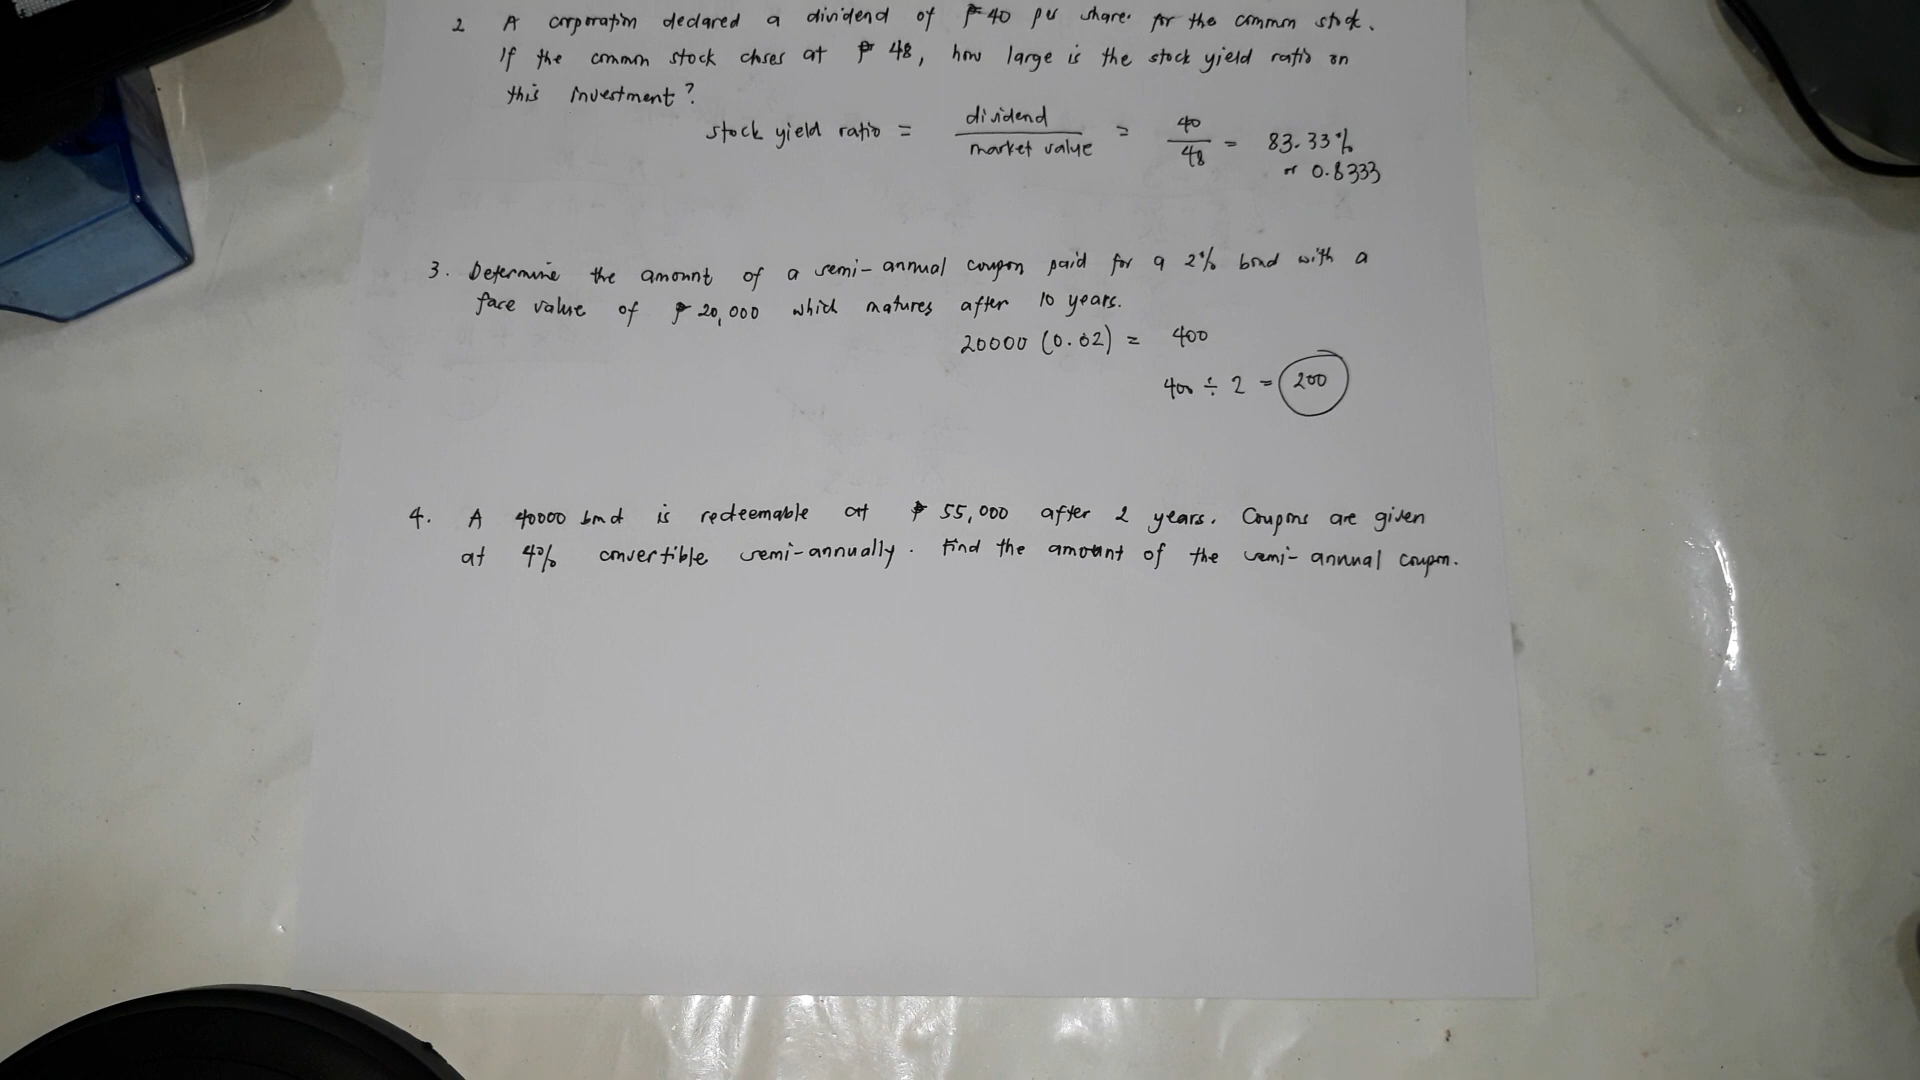 2 A corporation declared a dividend of ₱ 40 per share for the common stock.
If the common stock closes at ₱ 48, how large is the stock yield ratio on
this investment?
stock yield ratio = dividend / market value = 40 / 48 = 83.33%
or 0.8333
3. Determine the amount of a semi-annual coupon paid for a 2% bond with a
face value of ₱ 20,000 which matures after 10 years.
20000 (0.02) = 400
400 ÷ 2 = 200
4. A 40000 bond is redeemable at ₱ 55,000 after 2 years. Coupons are given
at 4% convertible semi-annually. Find the amount of the semi-annual coupon.